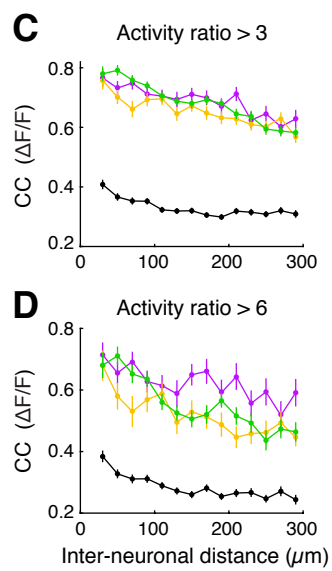 C
Activity ratio > 3
0.8
0.6
0.4
0.2
CC (ΔF/F)
0
100
200
300
D
Activity ratio > 6
0.8
0.6
0.4
0.2
CC (ΔF/F)
0
100
200
300
Inter-neuronal distance (μm)